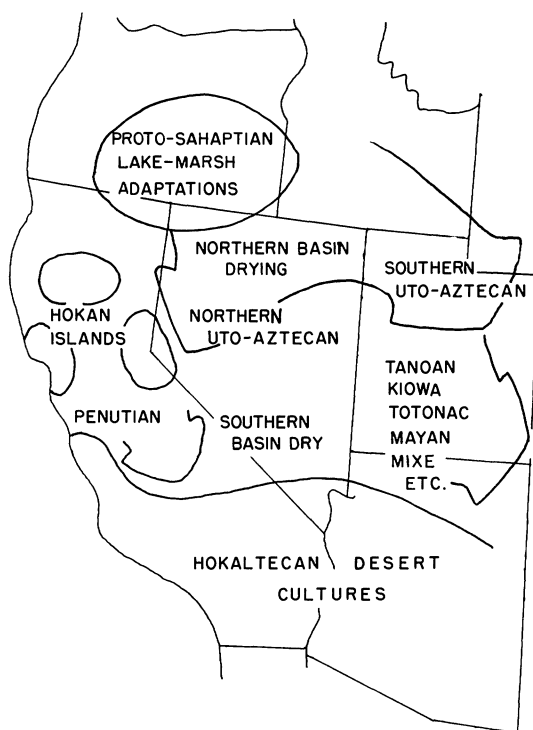 PROTO-SAHAPTIAN
LAKE-MARSH
ADAPTATIONS
NORTHERN BASIN
DRYING
SOUTHERN
UTO-AZTECAN
HOKAN
ISLANDS
NORTHERN
UTO-AZTECAN
TANOAN
KIOWA
TOTONAC
MAYAN
MIXE
ETC.
PENUTIAN
SOUTHERN
BASIN DRY
HOKALTECAN DESERT
CULTURES